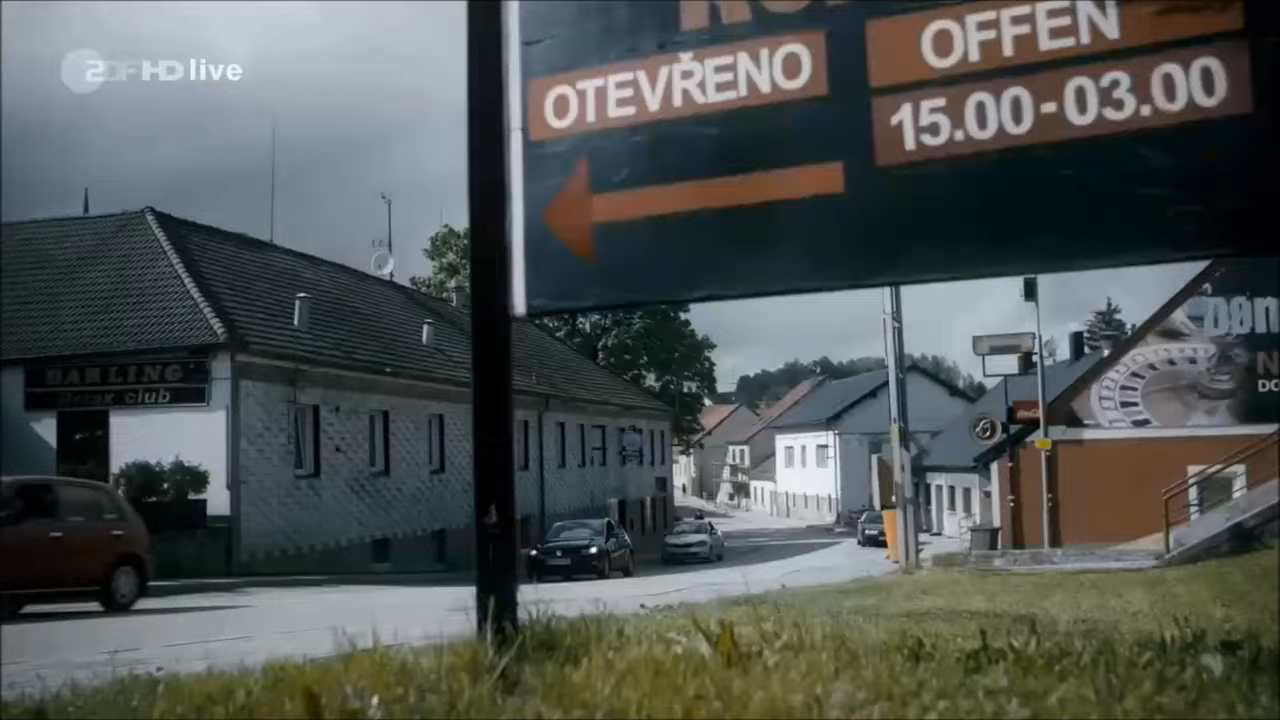 ZDF HD live
OTEVŘENO
OFFEN
15.00-03.00
DARLING
club